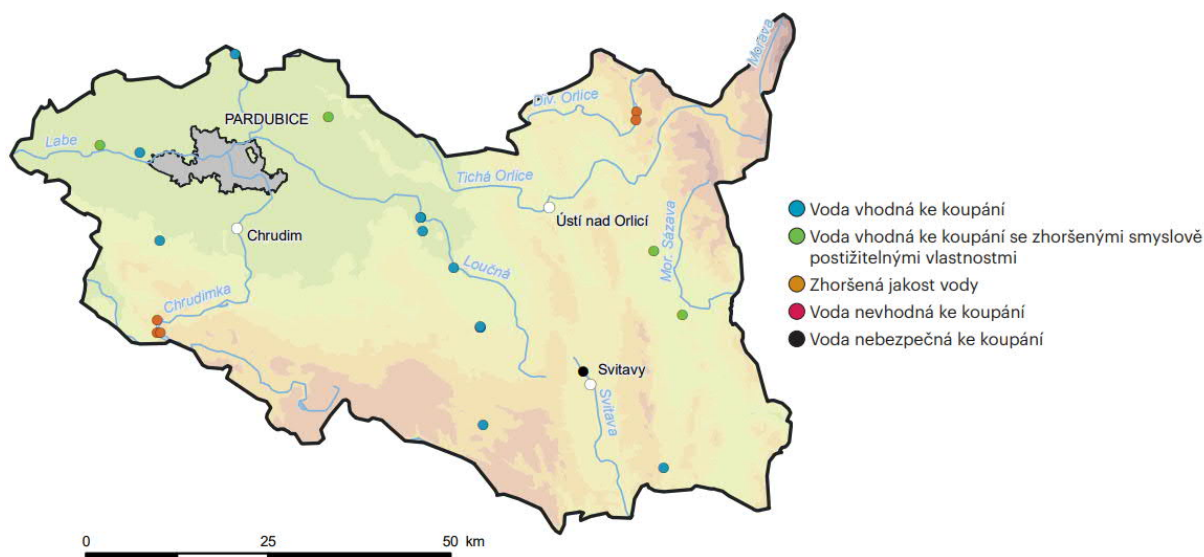 Morava
Div. Orlice
PARDUBICE
Labe
Tichá Orlice
Ústí nad Orlicí
Chrudim
Mor. Sázava
Loučná
Chrudimka
Svitavy
Svitava
Voda vhodná ke koupání
Voda vhodná ke koupání se zhoršenými smyslově
postižitelnými vlastnostmi
Zhoršená jakost vody
Voda nevhodná ke koupání
Voda nebezpečná ke koupání
0 25 50 km